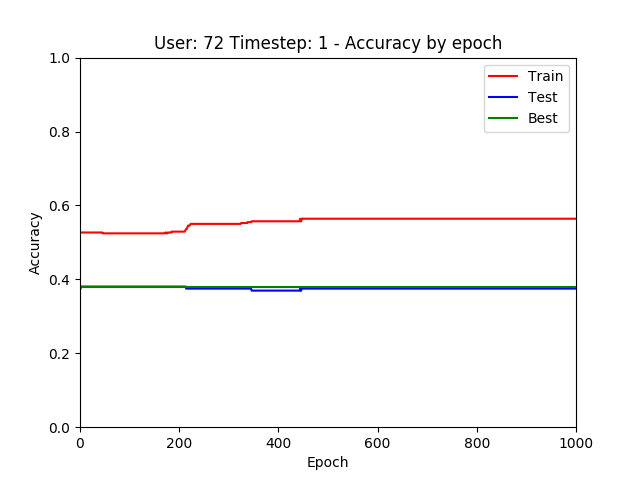 User: 72 Timestep: 1 - Accuracy by epoch
1.0
0.8
0.6
0.4
0.2
0.0
Accuracy
Train
Test
Best
0 200 400 600 800 1000
Epoch